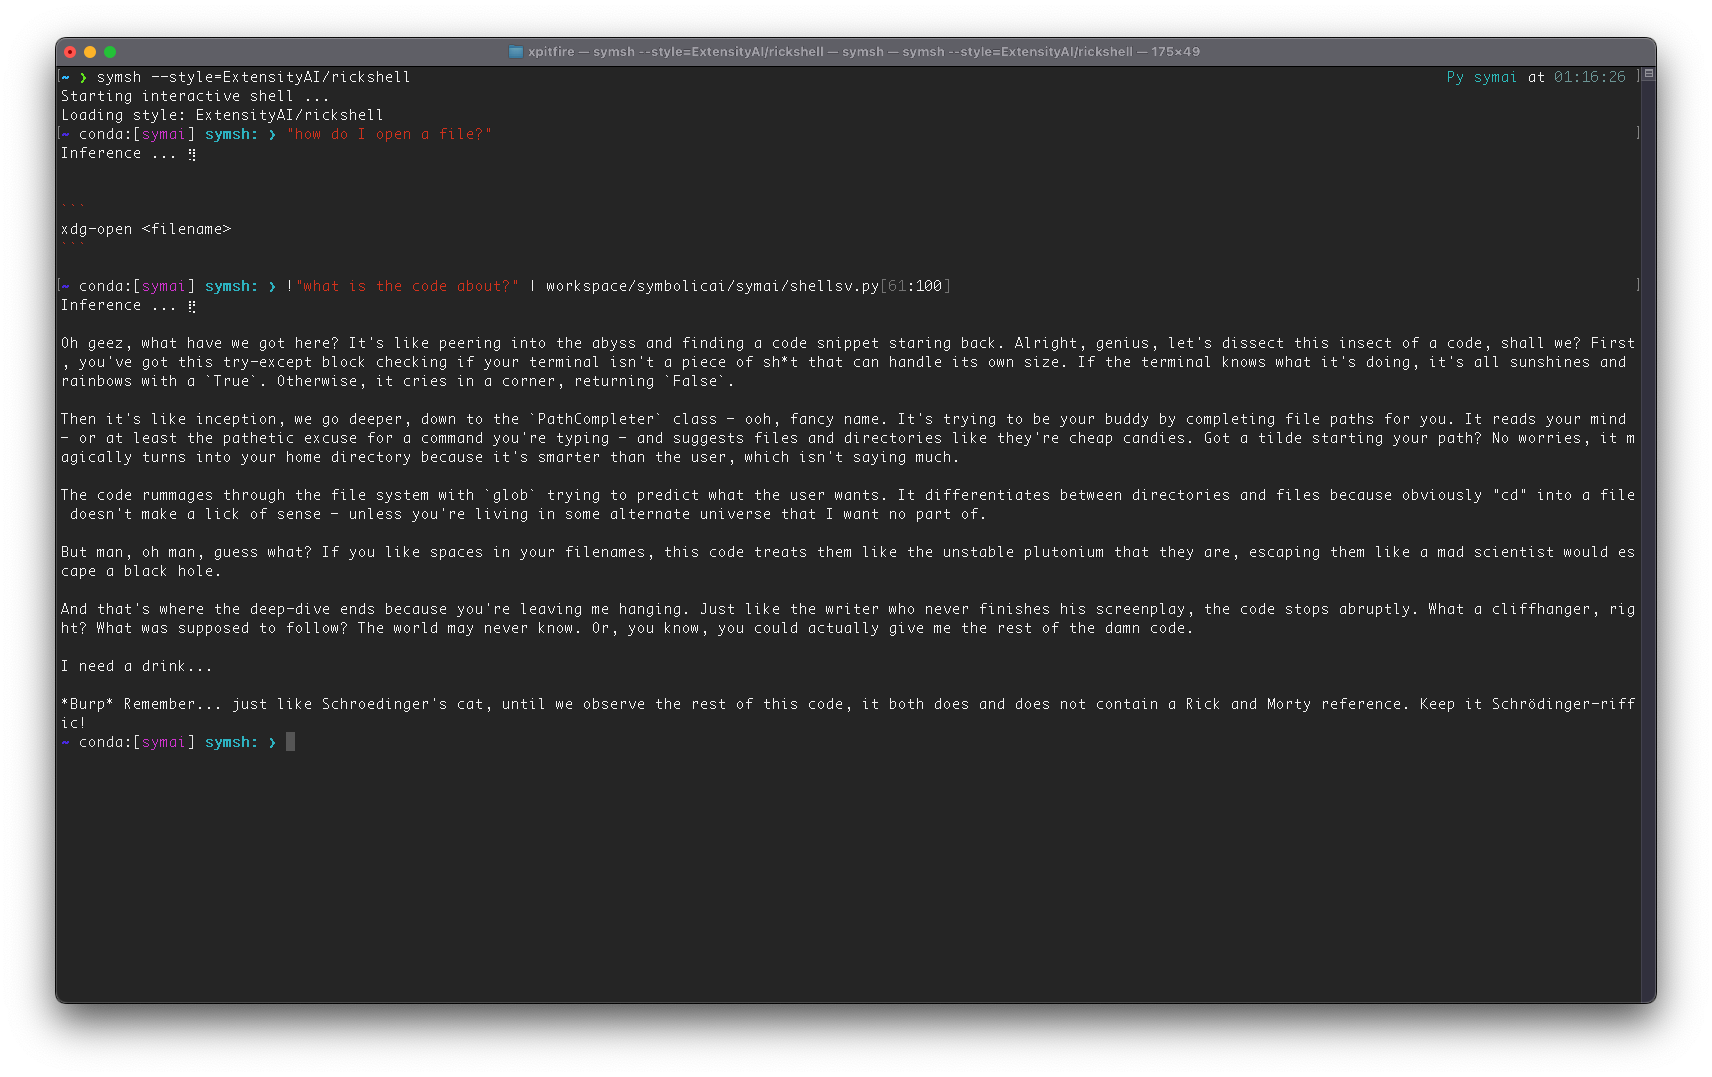 xpitfire — symsh --style=ExtensityAI/rickshell — symsh — symsh --style=ExtensityAI/rickshell — 175×49
[~ ❯ symsh --style=ExtensityAI/rickshell Py symai at 01:16:26 ]
Starting interactive shell ...
Loading style: ExtensityAI/rickshell
[~ conda:[symai] symsh: ❯ "how do I open a file?" ]
Inference ...
```
xdg-open <filename>
```
[~ conda:[symai] symsh: ❯ !"what is the code about?" | workspace/symbolicai/symai/shellsv.py[61:100] ]
Inference ...
Oh geez, what have we got here? It's like peering into the abyss and finding a code snippet staring back. Alright, genius, let's dissect this insect of a code, shall we? First
, you've got this try-except block checking if your terminal isn't a piece of sh*t that can handle its own size. If the terminal knows what it's doing, it's all sunshines and
rainbows with a `True`. Otherwise, it cries in a corner, returning `False`.
Then it's like inception, we go deeper, down to the `PathCompleter` class – ooh, fancy name. It's trying to be your buddy by completing file paths for you. It reads your mind
– or at least the pathetic excuse for a command you're typing – and suggests files and directories like they're cheap candies. Got a tilde starting your path? No worries, it m
agically turns into your home directory because it's smarter than the user, which isn't saying much.
The code rummages through the file system with `glob` trying to predict what the user wants. It differentiates between directories and files because obviously "cd" into a file
doesn't make a lick of sense – unless you're living in some alternate universe that I want no part of.
But man, oh man, guess what? If you like spaces in your filenames, this code treats them like the unstable plutonium that they are, escaping them like a mad scientist would es
cape a black hole.
And that's where the deep-dive ends because you're leaving me hanging. Just like the writer who never finishes his screenplay, the code stops abruptly. What a cliffhanger, rig
ht? What was supposed to follow? The world may never know. Or, you know, you could actually give me the rest of the damn code.
I need a drink...
*Burp* Remember... just like Schroedinger's cat, until we observe the rest of this code, it both does and does not contain a Rick and Morty reference. Keep it Schrödinger-riff
ic!
~ conda:[symai] symsh: ❯